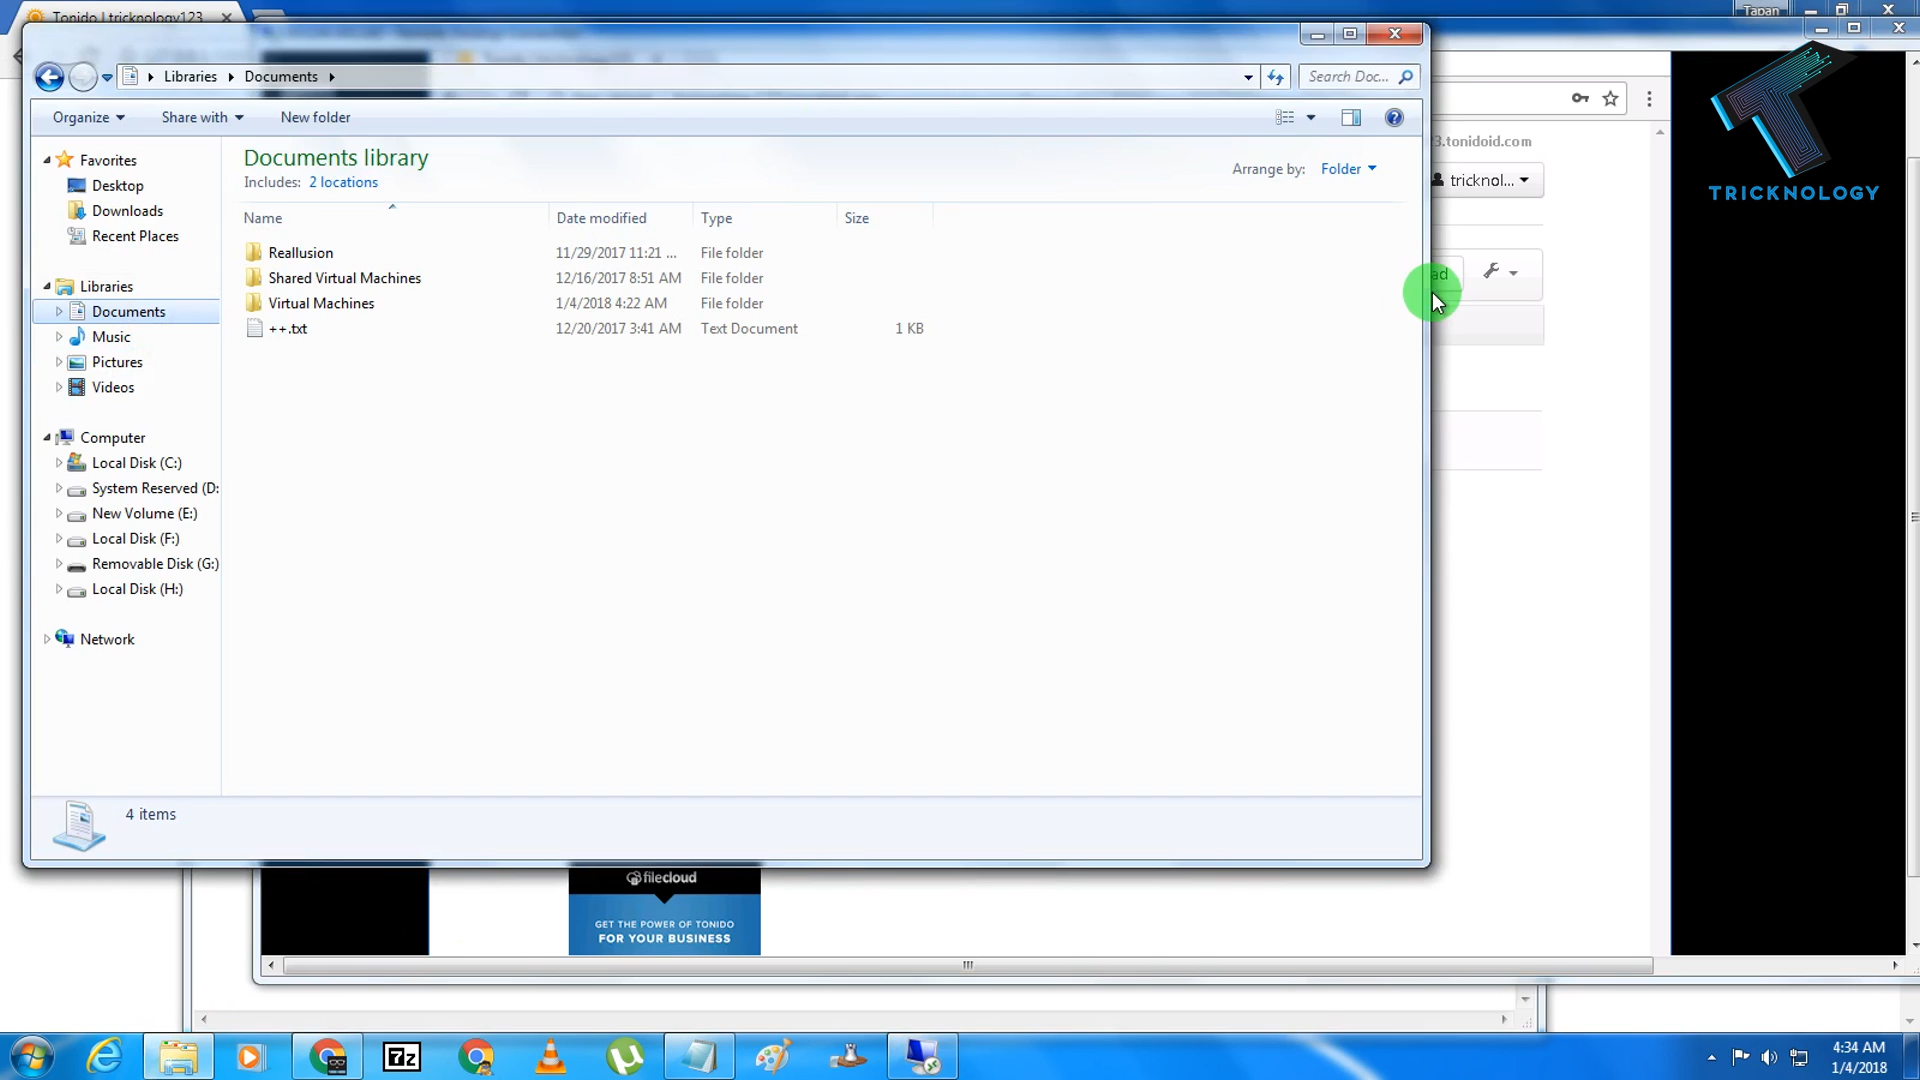 Tonido | tricknology123
Tapan
Libraries Documents
Search Doc...
Organize Share with New folder
3.tonidoid.com
Documents library
Includes: 2 locations
Arrange by: Folder
tricknol...
TRICKNOLOGY
Name Date modified Type Size
Reallusion 11/29/2017 11:21 ... File folder
Shared Virtual Machines 12/16/2017 8:51 AM File folder
Virtual Machines 1/4/2018 4:22 AM File folder
++.txt 12/20/2017 3:41 AM Text Document 1 KB
ad
Favorites
Desktop
Downloads
Recent Places
Libraries
Documents
Music
Pictures
Videos
Computer
Local Disk (C:)
System Reserved (D:
New Volume (E:)
Local Disk (F:)
Removable Disk (G:)
Local Disk (H:)
Network
4 items
filecloud
GET THE POWER OF TONIDO
FOR YOUR BUSINESS
7z
4:34 AM
1/4/2018